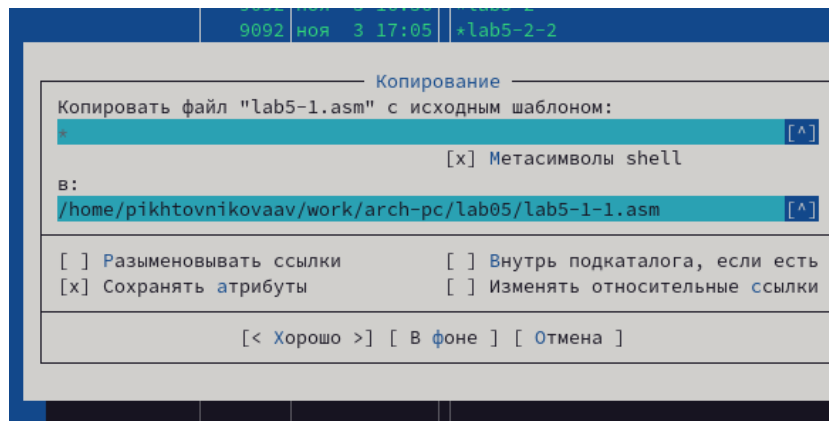 9092 ноя 3 17:05 *lab5-2-2
Копирование
Копировать файл "lab5-1.asm" с исходным шаблоном:
* [^]
[x] Метасимволы shell
в:
/home/pikhtovnikovaav/work/arch-pc/lab05/lab5-1-1.asm [^]
[ ] Разыменовывать ссылки [ ] Внутрь подкаталога, если есть
[x] Сохранять атрибуты [ ] Изменять относительные ссылки
[< Хорошо >] [ В фоне ] [ Отмена ]